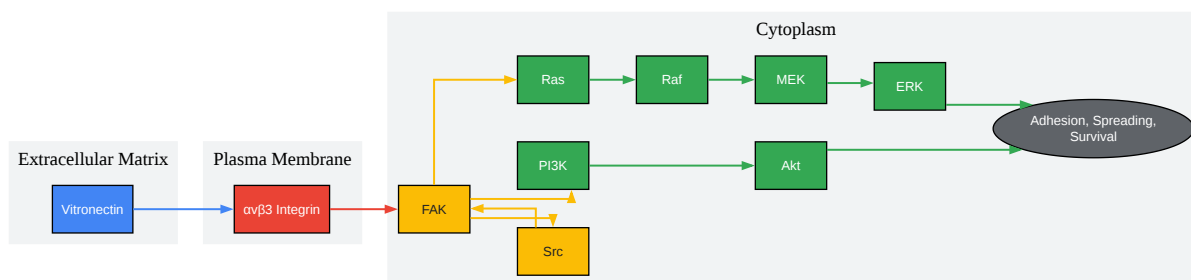 Cytoplasm
Ras
Raf
MEK
ERK
Adhesion, Spreading,
Survival
Extracellular Matrix
Plasma Membrane
PI3K
Akt
Vitronectin
αvβ3 Integrin
FAK
Src